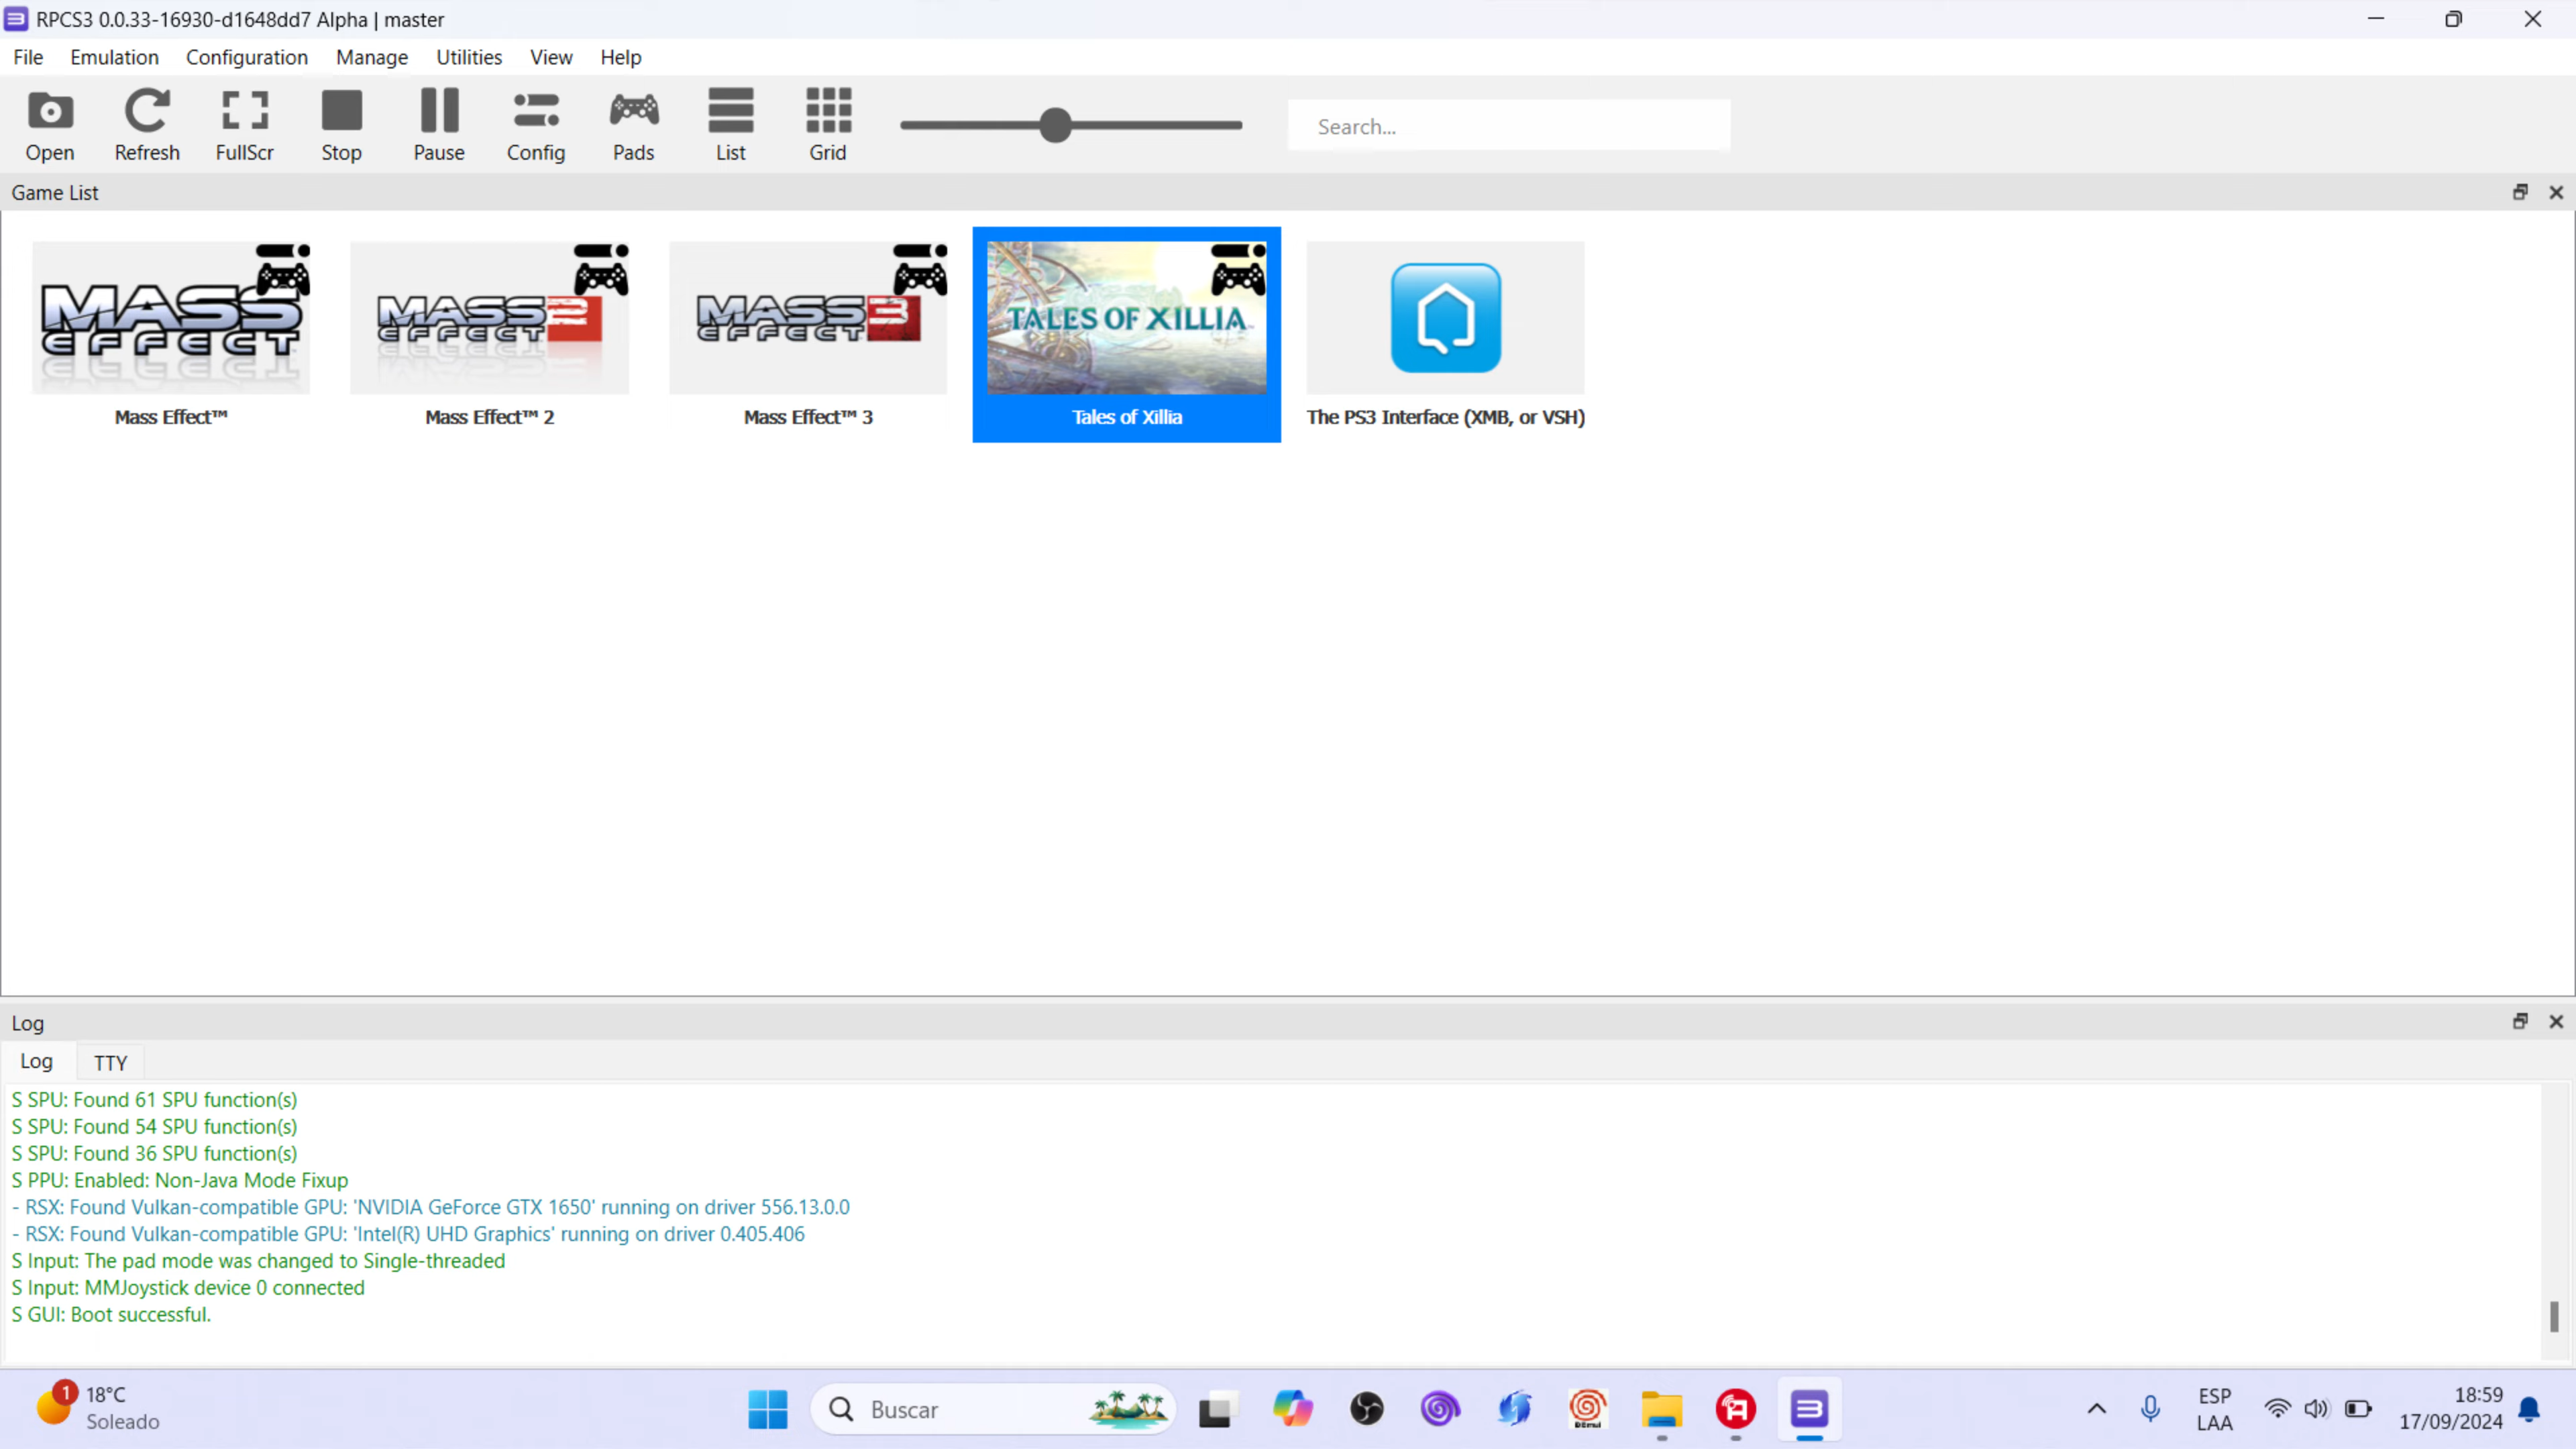 RPCS3 0.0.33-16930-d1648dd7 Alpha | master
File Emulation Configuration Manage Utilities View Help
Open Refresh FullScr Stop Pause Config Pads List Grid Search...
Game List
MASS EFFECT
MASS EFFECT 2
MASS EFFECT 3
TALES OF XILLIA
Mass Effect™ Mass Effect™ 2 Mass Effect™ 3 Tales of Xillia The PS3 Interface (XMB, or VSH)
Log
Log TTY
S SPU: Found 61 SPU function(s)
S SPU: Found 54 SPU function(s)
S SPU: Found 36 SPU function(s)
S PPU: Enabled: Non-Java Mode Fixup
- RSX: Found Vulkan-compatible GPU: 'NVIDIA GeForce GTX 1650' running on driver 556.13.0.0
- RSX: Found Vulkan-compatible GPU: 'Intel(R) UHD Graphics' running on driver 0.405.406
S Input: The pad mode was changed to Single-threaded
S Input: MMJoystick device 0 connected
S GUI: Boot successful.
1 18°C
Soleado
Buscar
DEmul
ESP
LAA
18:59
17/09/2024